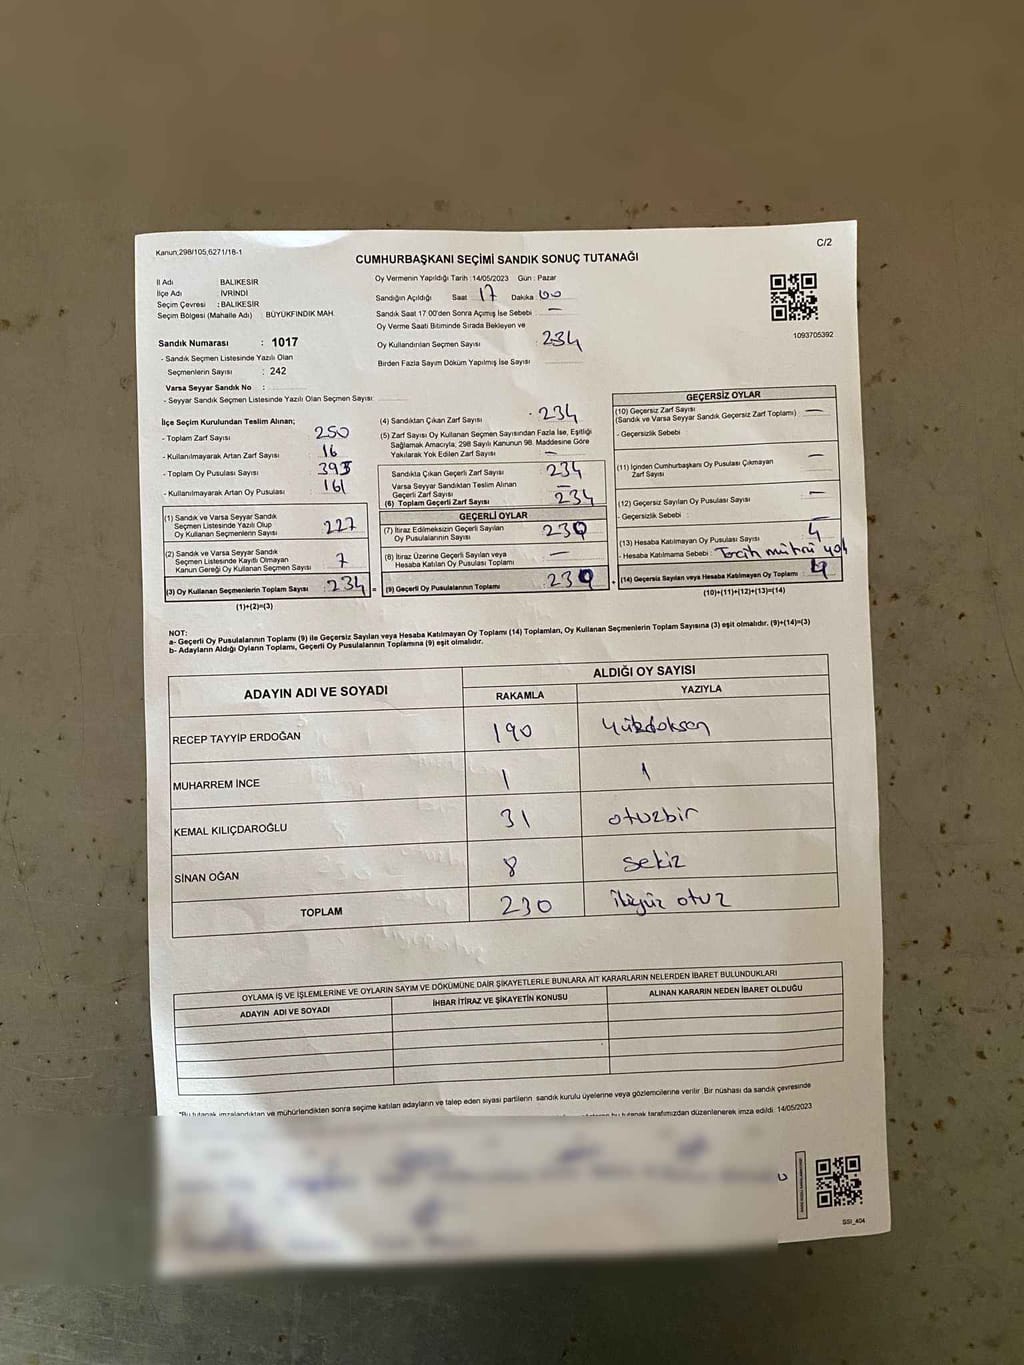 Kanun,298/105,6271/18-1
C/2
CUMHURBAŞKANI SEÇİMİ SANDIK SONUÇ TUTANAĞI
İl Adı BALIKESİR
İlçe Adı İVRİNDİ
Seçim Çevresi : BALIKESİR
Seçim Bölgesi (Mahalle Adı) BÜYÜKFINDIK MAH.
Sandık Numarası : 1017
- Sandık Seçmen Listesinde Yazılı Olan
Seçmenlerin Sayısı : 242
Varsa Seyyar Sandık No :
- Seyyar Sandık Seçmen Listesinde Yazılı Olan Seçmen Sayısı:
Oy Vermenin Yapıldığı Tarih :14/05/2023 Gün : Pazar
Sandığın Açıldığı Saat 17 Dakika 00
Sandık Saat 17.00'den Sonra Açımış İse Sebebi : —
Oy Verme Saati Bitiminde Sırada Bekleyen ve
Oy Kullandırılan Seçmen Sayısı : 234
Birden Fazla Sayım Döküm Yapılmış İse Sayısı
1093705392
İlçe Seçim Kurulundan Teslim Alınan;
- Toplam Zarf Sayısı : 250
- Kullanılmayarak Artan Zarf Sayısı : 16
- Toplam Oy Pusulası Sayısı : 393
- Kullanılmayarak Artan Oy Pusulası : 161
(1) Sandık ve Varsa Seyyar Sandık
Seçmen Listesinde Yazılı Olup
Oy Kullanan Seçmenlerin Sayısı : 227
(2) Sandık ve Varsa Seyyar Sandık
Seçmen Listesinde Kayıtlı Olmayan
Kanun Gereği Oy Kullanan Seçmen Sayısı : 7
(3) Oy Kullanan Seçmenlerin Toplam Sayısı : 234 =
(1)+(2)=(3)
(4) Sandıktan Çıkan Zarf Sayısı : 234
(5) Zarf Sayısı Oy Kullanan Seçmen Sayısından Fazla İse, Eşitliği
Sağlamak Amacıyla, 298 Sayılı Kanunun 98. Maddesine Göre
Yakılarak Yok Edilen Zarf Sayısı : —
Sandıkta Çıkan Geçerli Zarf Sayısı : 234
Varsa Seyyar Sandıktan Teslim Alınan
Geçerli Zarf Sayısı —
(6) Toplam Geçerli Zarf Sayısı : 234
GEÇERLİ OYLAR
(7) İtiraz Edilmeksizin Geçerli Sayılan
Oy Pusulalarının Sayısı : 230
(8) İtiraz Üzerine Geçerli Sayılan veya
Hesaba Katılan Oy Pusulası Toplamı : —
(9) Geçerli Oy Pusulalarının Toplamı : 230
GEÇERSİZ OYLAR
(10) Geçersiz Zarf Sayısı : —
(Sandık ve Varsa Seyyar Sandık Geçersiz Zarf Toplamı)
- Geçersizlik Sebebi
(11) İçinden Cumhurbaşkanı Oy Pusulası Çıkmayan
Zarf Sayısı —
(12) Geçersiz Sayılan Oy Pusulası Sayısı : —
- Geçersizlik Sebebi :
(13) Hesaba Katılmayan Oy Pusulası Sayısı : 4
- Hesaba Katılmama Sebebi : Tercih mührü yok
(14) Geçersiz Sayılan veya Hesaba Katılmayan Oy Toplamı : 4
(10)+(11)+(12)+(13)=(14)
NOT:
a- Geçerli Oy Pusulalarının Toplamı (9) ile Geçersiz Sayılan veya Hesaba Katılmayan Oy Toplamı (14) Toplamları, Oy Kullanan Seçmenlerin Toplam Sayısına (3) eşit olmalıdır. (9)+(14)=(3)
b- Adayların Aldığı Oyların Toplamı, Geçerli Oy Pusulalarının Toplamına (9) eşit olmalıdır.
ADAYIN ADI VE SOYADI ALDIĞI OY SAYISI
RAKAMLA YAZIYLA
RECEP TAYYİP ERDOĞAN 190 yüzdoksan
MUHARREM İNCE 1 1
KEMAL KILIÇDAROĞLU 31 otuzbir
SİNAN OĞAN 8 sekiz
TOPLAM 230 ikiyüz otuz
OYLAMA İŞ VE İŞLEMLERİNE VE OYLARIN SAYIM VE DÖKÜMÜNE DAİR ŞİKAYETLERLE BUNLARA AİT KARARLARIN NELERDEN İBARET BULUNDUKLARI
ADAYIN ADI VE SOYADI İHBAR İTİRAZ VE ŞİKAYETİN KONUSU ALINAN KARARIN NEDEN İBARET OLDUĞU
"Bu tutanak imzalandıktan ve mühürlendikten sonra seçime katılan adayların ve talep eden siyasi partilerin sandık kurulu üyelerine veya gözlemcilerine verilir. Bir nüshası da sandık çevresinde
bu tutanak tarafımızdan düzenlenerek imza edildi. 14/05/2023
SSI_404